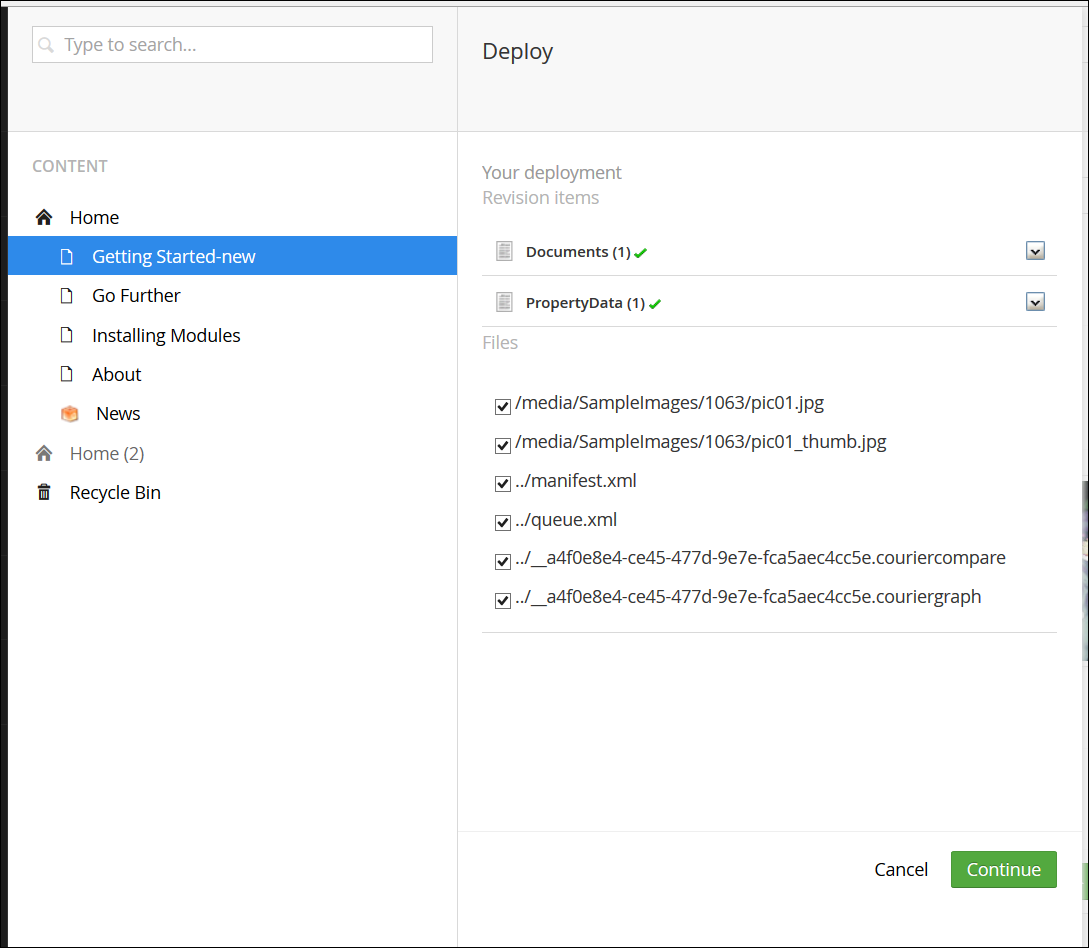 Type to search...
CONTENT
Home
Getting Started-new
Go Further
Installing Modules
About
News
Home (2)
Recycle Bin
Deploy
Your deployment
Revision items
Documents (1)
PropertyData (1)
Files
/media/SampleImages/1063/pic01.jpg
/media/SampleImages/1063/pic01_thumb.jpg
../manifest.xml
../queue.xml
../__a4f0e8e4-ce45-477d-9e7e-fca5aec4cc5e.couriercompare
../__a4f0e8e4-ce45-477d-9e7e-fca5aec4cc5e.couriergraph
Cancel
Continue